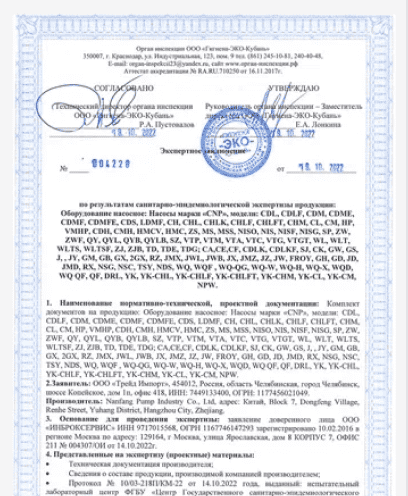 Орган инспекции ООО «Гигиена-ЭКО-Кубань»
350007, г. Краснодар, ул. Индустриальная, 123, пом. 9 тел. (861) 245-10-81, 240-40-48,
E-mail: organ-inspekcii23@yandex.ru, сайт www.орган-инспекции.рф
Аттестат аккредитации № RA.RU.710250 от 16.11.2017г.
СОГЛАСОВАНО УТВЕРЖДАЮ
Технический директор органа инспекции Руководитель органа инспекции – Заместитель
ООО «Гигиена-ЭКО-Кубань» директора ООО «Гигиена-ЭКО-Кубань»
Р.А. Пустовалов Е.А. Лонкина
18. 10. 2022 18. 10. 2022
ЭКО
Экспертное заключение
№ 004220 от 18. 10. 2022
по результатам санитарно-эпидемиологической экспертизы продукции:
Оборудование насосное: Насосы марки «CNP», модели: CDL, CDLF, CDM, CDME,
CDMF, CDMFE, CDS, LDMF, CH, CHL, CHLK, CHLF, CHLFT, CHM, CL, CM, HP,
VMHP, CDH, CMH, HMCV, HMC, ZS, MS, MSS, NISO, NIS, NISF, NISG, SP, ZW,
ZWF, QY, QYL, QYB, QYLB, SZ, VTP, VTM, VTA, VTC, VTG, VTGT, WL, WLT,
WLTS, WLTSF, ZJ, ZJB, TD, TDE, TDG; CA,CE,CF, CDLK, CDLKF, SJ, CK, GW, GS,
J, , JY, GM, GB, GX, 2GX, RZ, JMX, JWL, JWB, JX, JMZ, JZ, JW, FROY, GH, GD, JD,
JMD, RX, NSG, NSC, TSY, NDS, WQ, WQF , WQ-QG, WQ-W, WQ-H, WQ-X, WQD,
WQ QF, QF, DRL, YK, YK-CHL, YK-CHLF, YK-CHLFT, YK-CHM, YK-CL, YK-CM,
NPW.
1. Наименование нормативно-технической, проектной документации: Комплект
документов на продукцию: Оборудование насосное: Насосы марки «CNP», модели: CDL,
CDLF, CDM, CDME, CDMF, CDMFE, CDS, LDMF, CH, CHL, CHLK, CHLF, CHLFT, CHM,
CL, CM, HP, VMHP, CDH, CMH, HMCV, HMC, ZS, MS, MSS, NISO, NIS, NISF, NISG, SP, ZW,
ZWF, QY, QYL, QYB, QYLB, SZ, VTP, VTM, VTA, VTC, VTG, VTGT, WL, WLT, WLTS,
WLTSF, ZJ, ZJB, TD, TDE, TDG; CA,CE,CF, CDLK, CDLKF, SJ, CK, GW, GS, J, , JY, GM, GB,
GX, 2GX, RZ, JMX, JWL, JWB, JX, JMZ, JZ, JW, FROY, GH, GD, JD, JMD, RX, NSG, NSC,
TSY, NDS, WQ, WQF , WQ-QG, WQ-W, WQ-H, WQ-X, WQD, WQ QF, QF, DRL, YK, YK-CHL,
YK-CHLF, YK-CHLFT, YK-CHM, YK-CL, YK-CM, NPW.
2.Заявитель: ООО «Трейд Импорт», 454012, Россия, область Челябинская, город Челябинск,
шоссе Копейское, дом 1п, офис 418, ИНН: 7449133400, ОГРН: 1177456021049.
Производитель: Nanfang Pump Industry Co., Ltd, адрес: Китай, Block 7, Dongfeng Village,
Renhe Street, Yuhang District, Hangzhou City, Zhejiang.
3. Основание для проведения экспертизы: заявление доверенного лица ООО
«ИНБРОКСЕРВИС» ИНН 9717015568, ОГРН 1167746147293 зарегистрировано 10.02.2016 в
регионе Москва по адресу: 129164, г Москва, улица Ярославская, дом 8 КОРПУС 7, ОФИС
211 № 004307/ОИ от 14.10.2022г.
4. Представленные на экспертизу (проектные) материалы:
• Техническая документация производителя;
• Сведения о составе продукции, производимой компанией производителем;
• Протокол № 10/03-218П/КМ-22 от 14.10.2022 года, выданный: испытательный
лабораторный центр ФГБУ «Центр Государственного санитарно-эпидемиологического